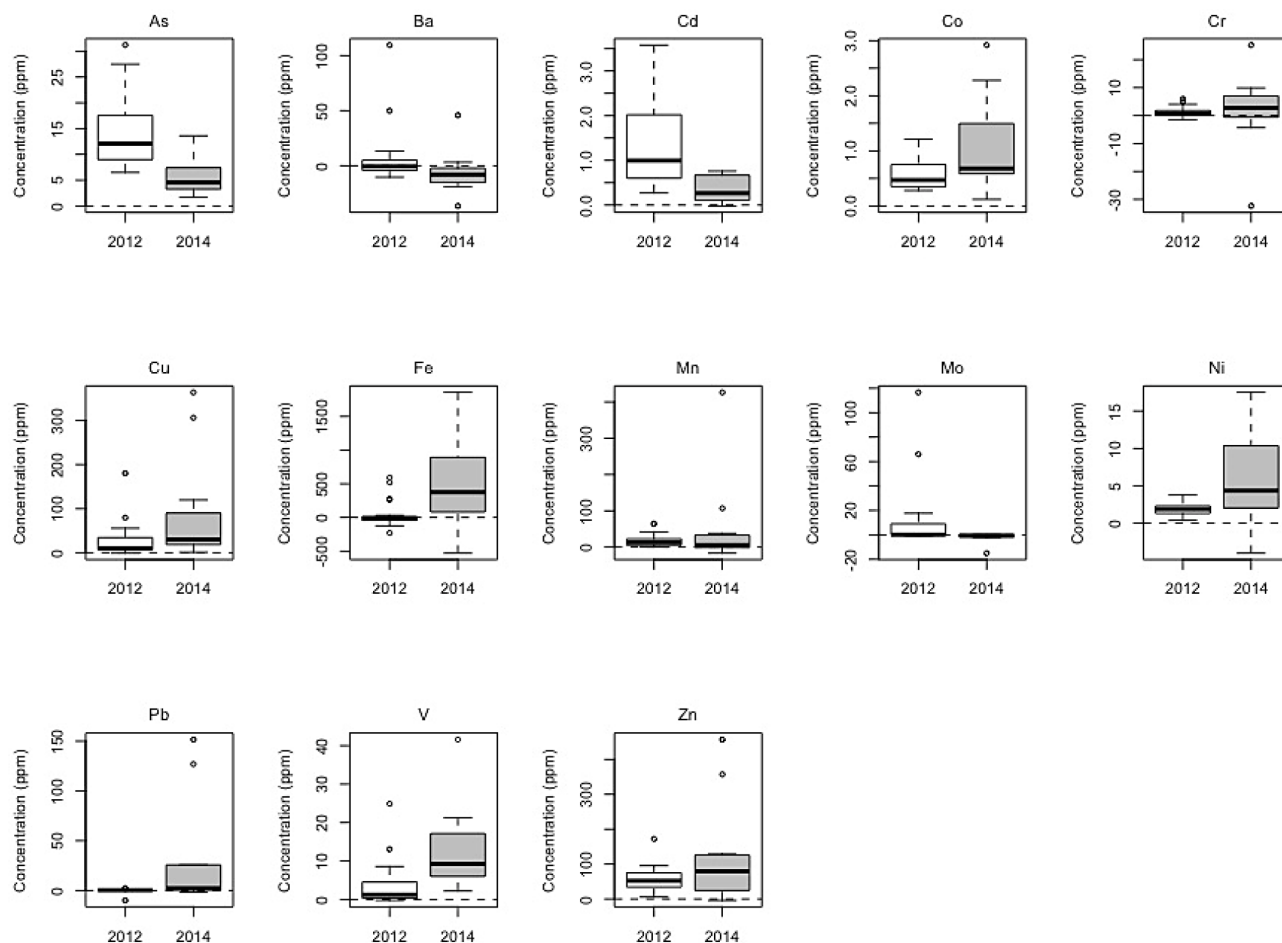 As Ba Cd Co Cr
Concentration (ppm) Concentration (ppm) Concentration (ppm) Concentration (ppm) Concentration (ppm)
0 5 15 25
0 50 100
0.0 1.0 2.0 3.0
0.0 1.0 2.0 3.0
-30 -10 10
2012 2014 2012 2014 2012 2014 2012 2014 2012 2014
Cu Fe Mn Mo Ni
Concentration (ppm) Concentration (ppm) Concentration (ppm) Concentration (ppm) Concentration (ppm)
0 100 200 300
-500 0 500 1500
0 100 300
-20 20 60 100
0 5 10 15
2012 2014 2012 2014 2012 2014 2012 2014 2012 2014
Pb V Zn
Concentration (ppm) Concentration (ppm) Concentration (ppm)
0 50 100 150
0 10 20 30 40
0 100 300
2012 2014 2012 2014 2012 2014